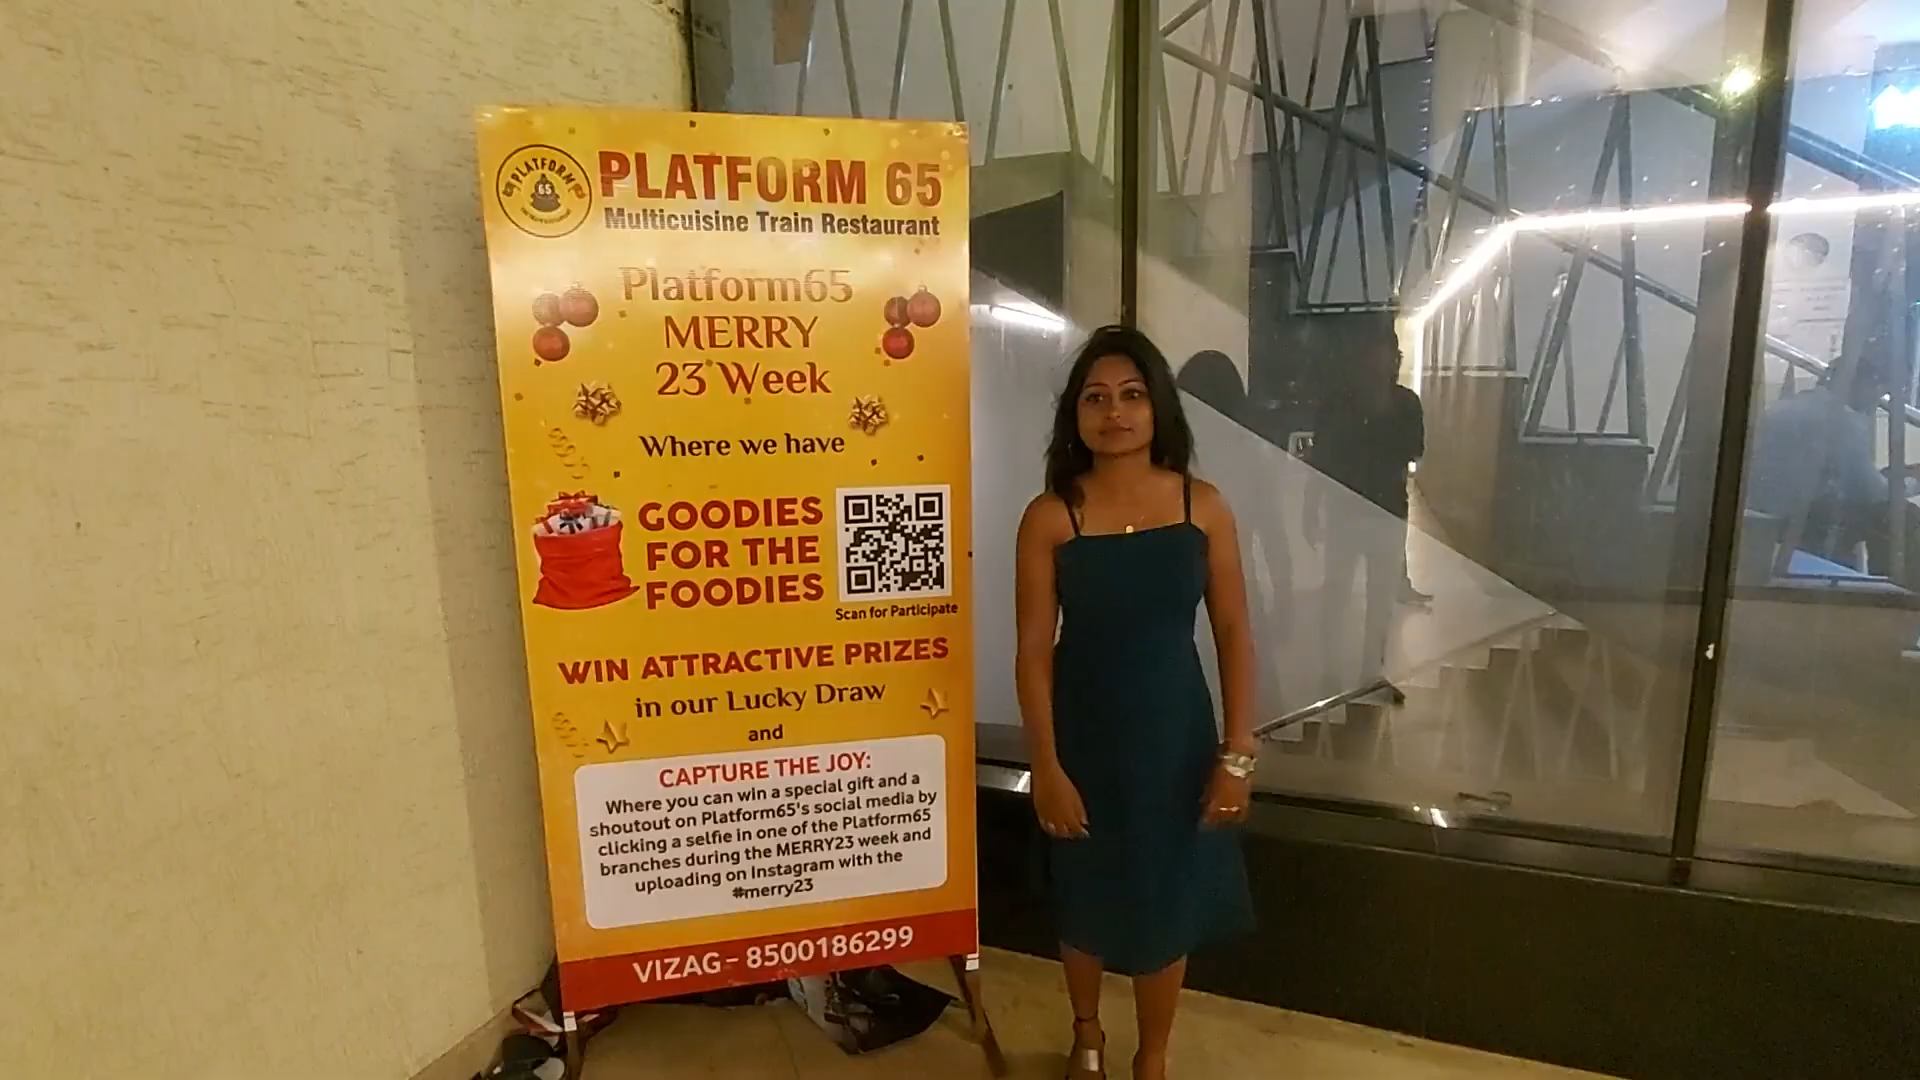 PLATFORM
65
PLATFORM 65
Multicuisine Train Restaurant
Platform65
MERRY
23 Week
Where we have
GOODIES
FOR THE
FOODIES
Scan for Participate
WIN ATTRACTIVE PRIZES
in our Lucky Draw
and
CAPTURE THE JOY:
Where you can win a special gift and a
shoutout on Platform65's social media by
clicking a selfie in one of the Platform65
branches during the MERRY23 week and
uploading on Instagram with the
#merry23
VIZAG - 8500186299